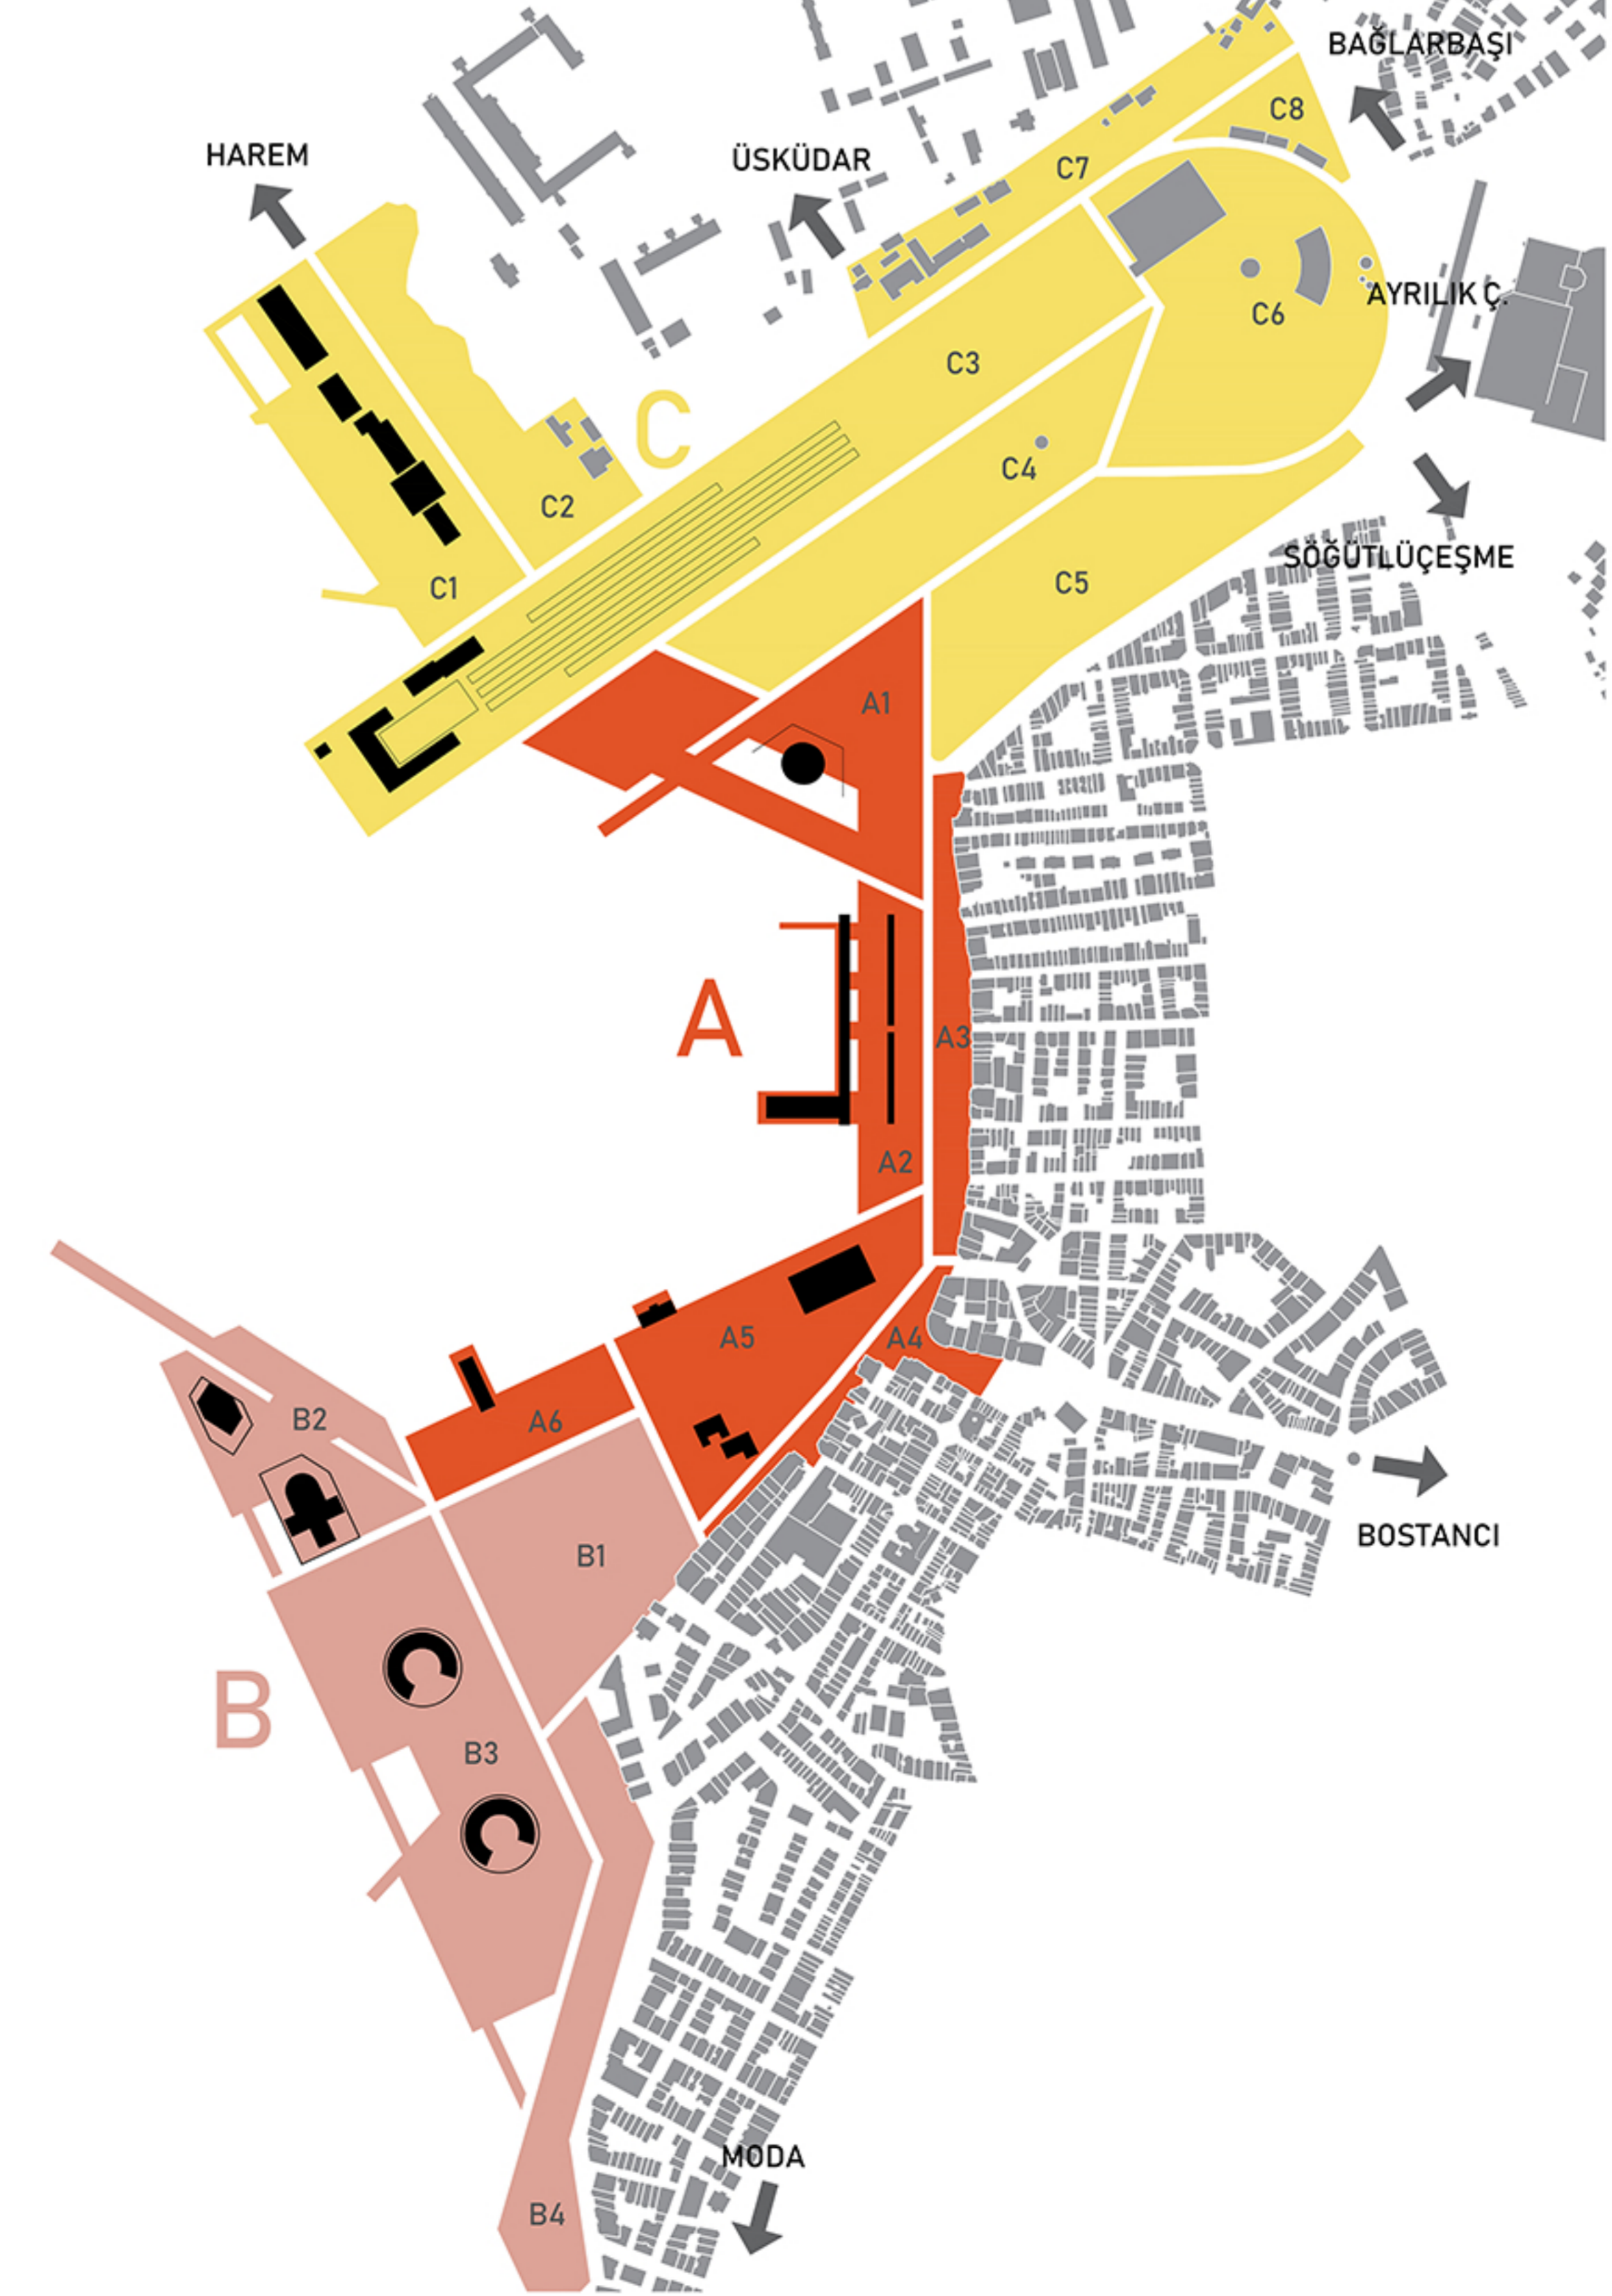 BAĞLARBAŞI
C8
HAREM
ÜSKÜDAR
C7
AYRILIK Ç.
C6
C3
C
C4
C2
SÖĞÜTLÜÇEŞME
C1
C5
A1
A
A3
A2
A5
A4
B2
A6
BOSTANCI
B1
B
B3
MODA
B4